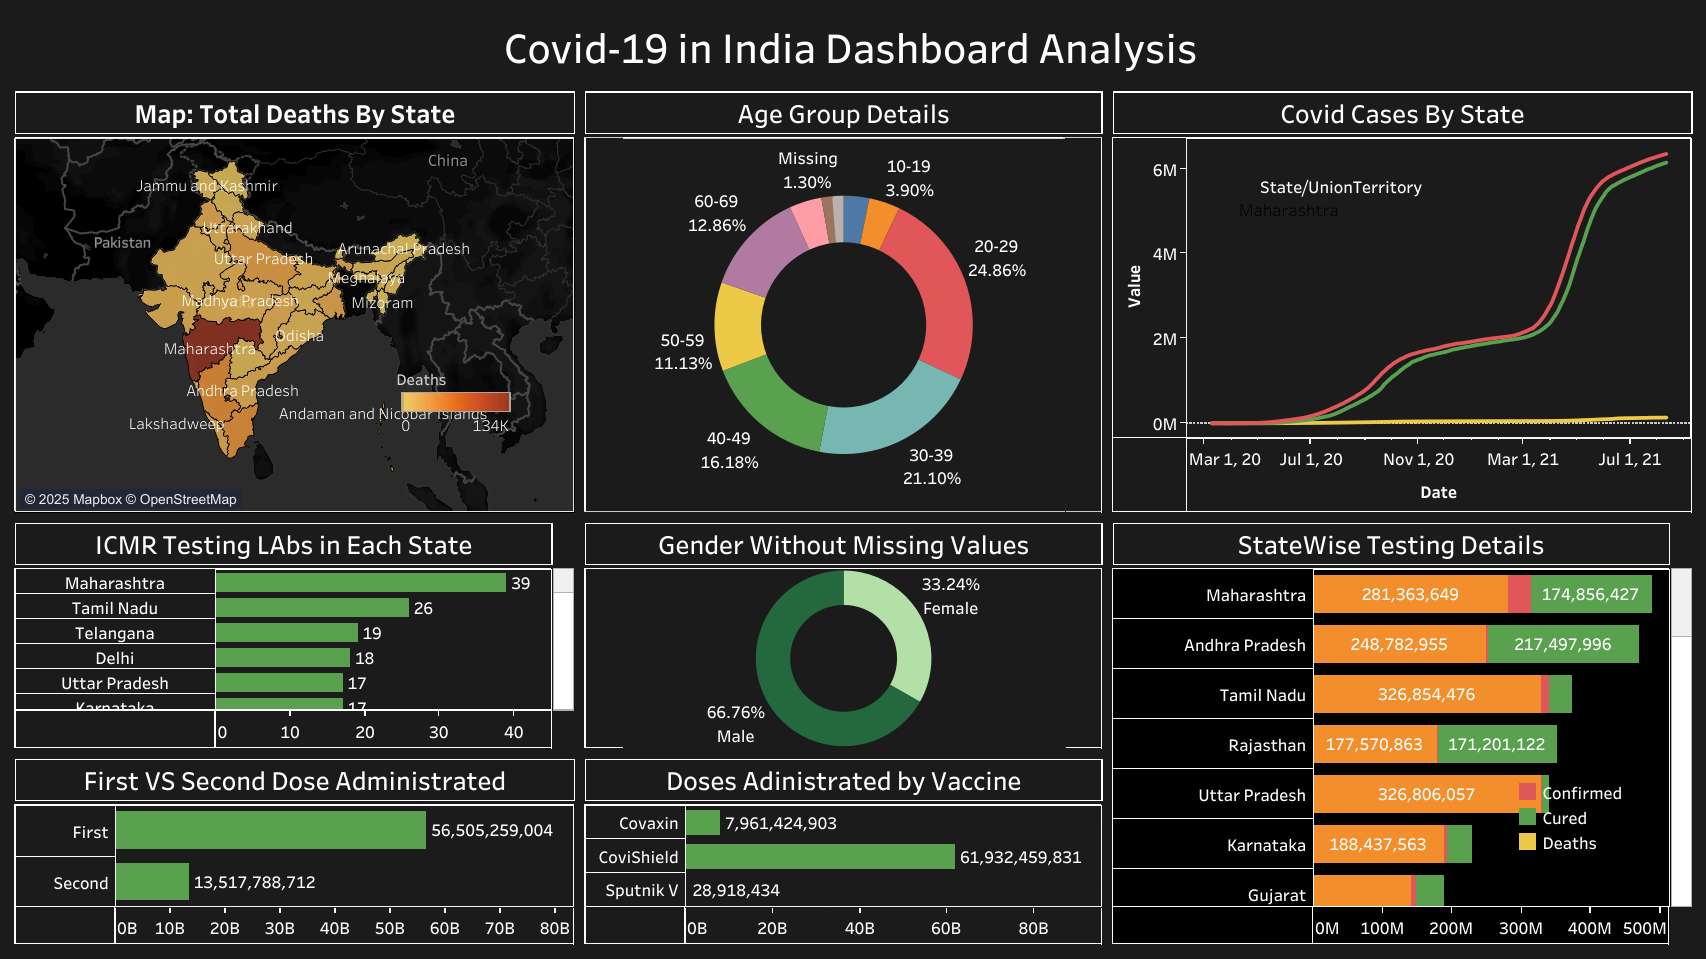 Covid-19 in India Dashboard Analysis
Map: Total Deaths By State
China
Jammu and Kashmir
Uttarakhand
Pakistan
Arunachal Pradesh
Uttar Pradesh
Meghalaya
Madhya Pradesh
Mizoram
Odisha
Maharashtra
Andhra Pradesh
Lakshadweep
Andaman and Nicobar Islands
Deaths
0 134K
© 2025 Mapbox © OpenStreetMap
Age Group Details
Missing
1.30%
10-19
3.90%
60-69
12.86%
20-29
24.86%
50-59
11.13%
40-49
16.18%
30-39
21.10%
Covid Cases By State
State/UnionTerritory
Maharashtra
Value
6M
4M
2M
0M
Mar 1, 20 Jul 1, 20 Nov 1, 20 Mar 1, 21 Jul 1, 21
Date
ICMR Testing LAbs in Each State
Maharashtra 39
Tamil Nadu 26
Telangana 19
Delhi 18
Uttar Pradesh 17
Karnataka 17
0 10 20 30 40
Gender Without Missing Values
33.24%
Female
66.76%
Male
StateWise Testing Details
Maharashtra 281,363,649 174,856,427
Andhra Pradesh 248,782,955 217,497,996
Tamil Nadu 326,854,476
Rajasthan 177,570,863 171,201,122
Uttar Pradesh 326,806,057
Karnataka 188,437,563
Gujarat
Confirmed
Cured
Deaths
0M 100M 200M 300M 400M 500M
First VS Second Dose Administrated
First 56,505,259,004
Second 13,517,788,712
0B 10B 20B 30B 40B 50B 60B 70B 80B
Doses Adinistrated by Vaccine
Covaxin 7,961,424,903
CoviShield 61,932,459,831
Sputnik V 28,918,434
0B 20B 40B 60B 80B